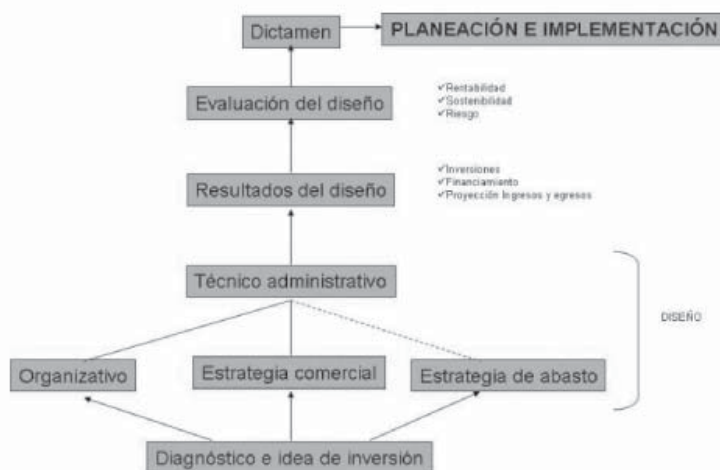 Dictamen
PLANEACIÓN E IMPLEMENTACIÓN
Evaluación del diseño
✓Rentabilidad
✓Sostenibilidad
✓Riesgo
Resultados del diseño
✓Inversiones
✓Financiamiento
✓Proyección Ingresos y egresos
Técnico administrativo
DISEÑO
Organizativo
Estrategia comercial
Estrategia de abasto
Diagnóstico e idea de inversión